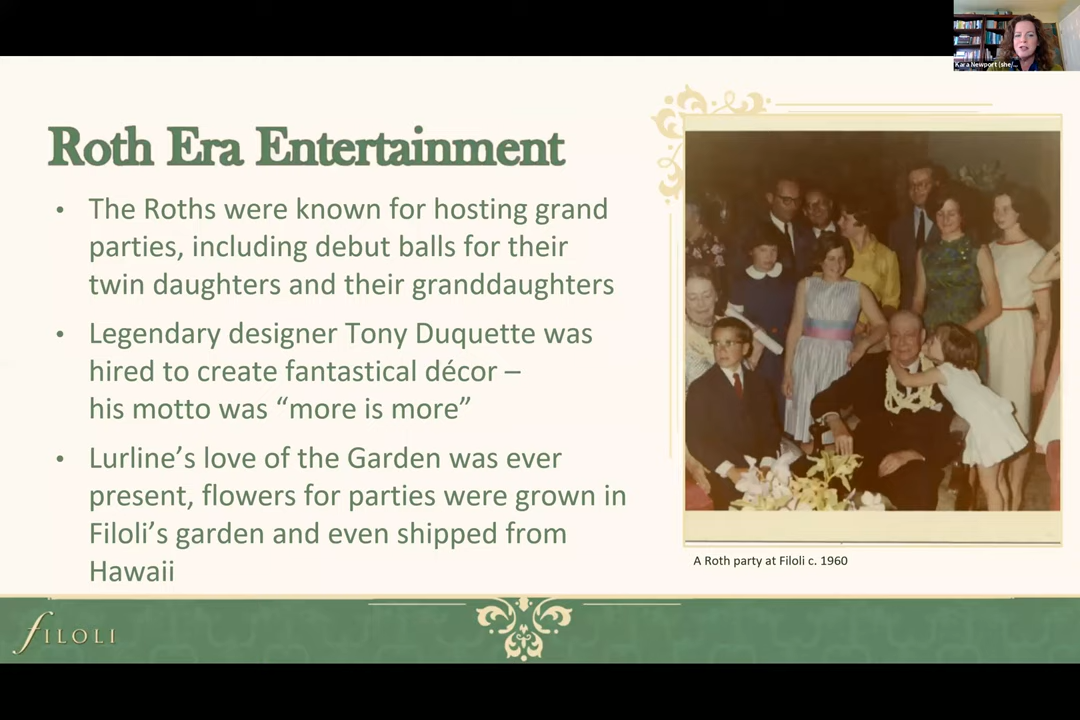 Kara Newport (she/...
Roth Era Entertainment
• The Roths were known for hosting grand
parties, including debut balls for their
twin daughters and their granddaughters
• Legendary designer Tony Duquette was
hired to create fantastical décor –
his motto was “more is more”
• Lurline’s love of the Garden was ever
present, flowers for parties were grown in
Filoli’s garden and even shipped from
Hawaii
A Roth party at Filoli c. 1960
FILOLI